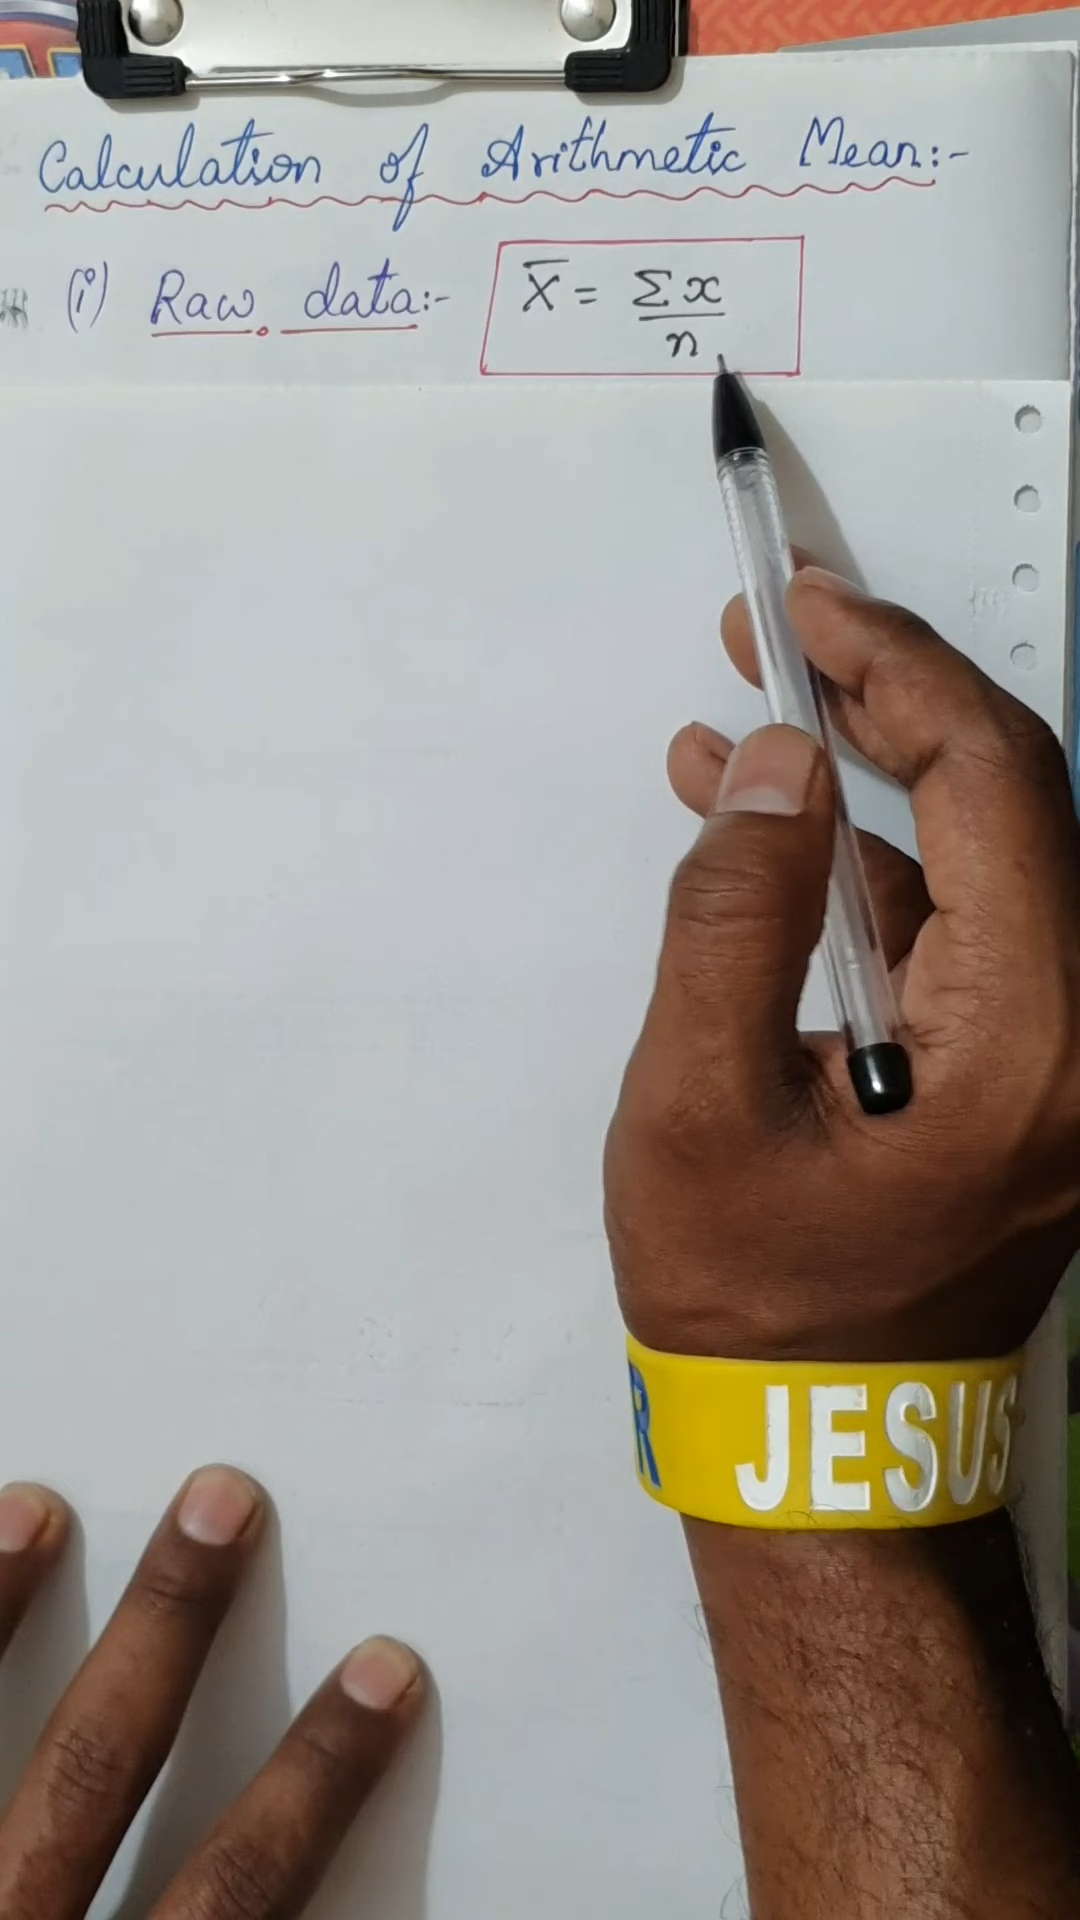 Calculation of Arithmetic Mean:-
(i) Raw data:- X̅ = Σx/n
R JESUS